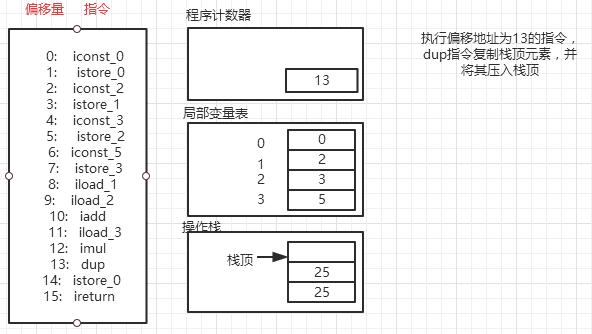 偏移量 指令
0: iconst_0
1: istore_0
2: iconst_2
3: istore_1
4: iconst_3
5: istore_2
6: iconst_5
7: istore_3
8: iload_1
9: iload_2
10: iadd
11: iload_3
12: imul
13: dup
14: istore_0
15: ireturn
程序计数器
13
局部变量表
0 0
1 2
2 3
3 5
操作栈
栈顶
25
25
执行偏移地址为13的指令，
dup指令复制栈顶元素，并
将其压入栈顶